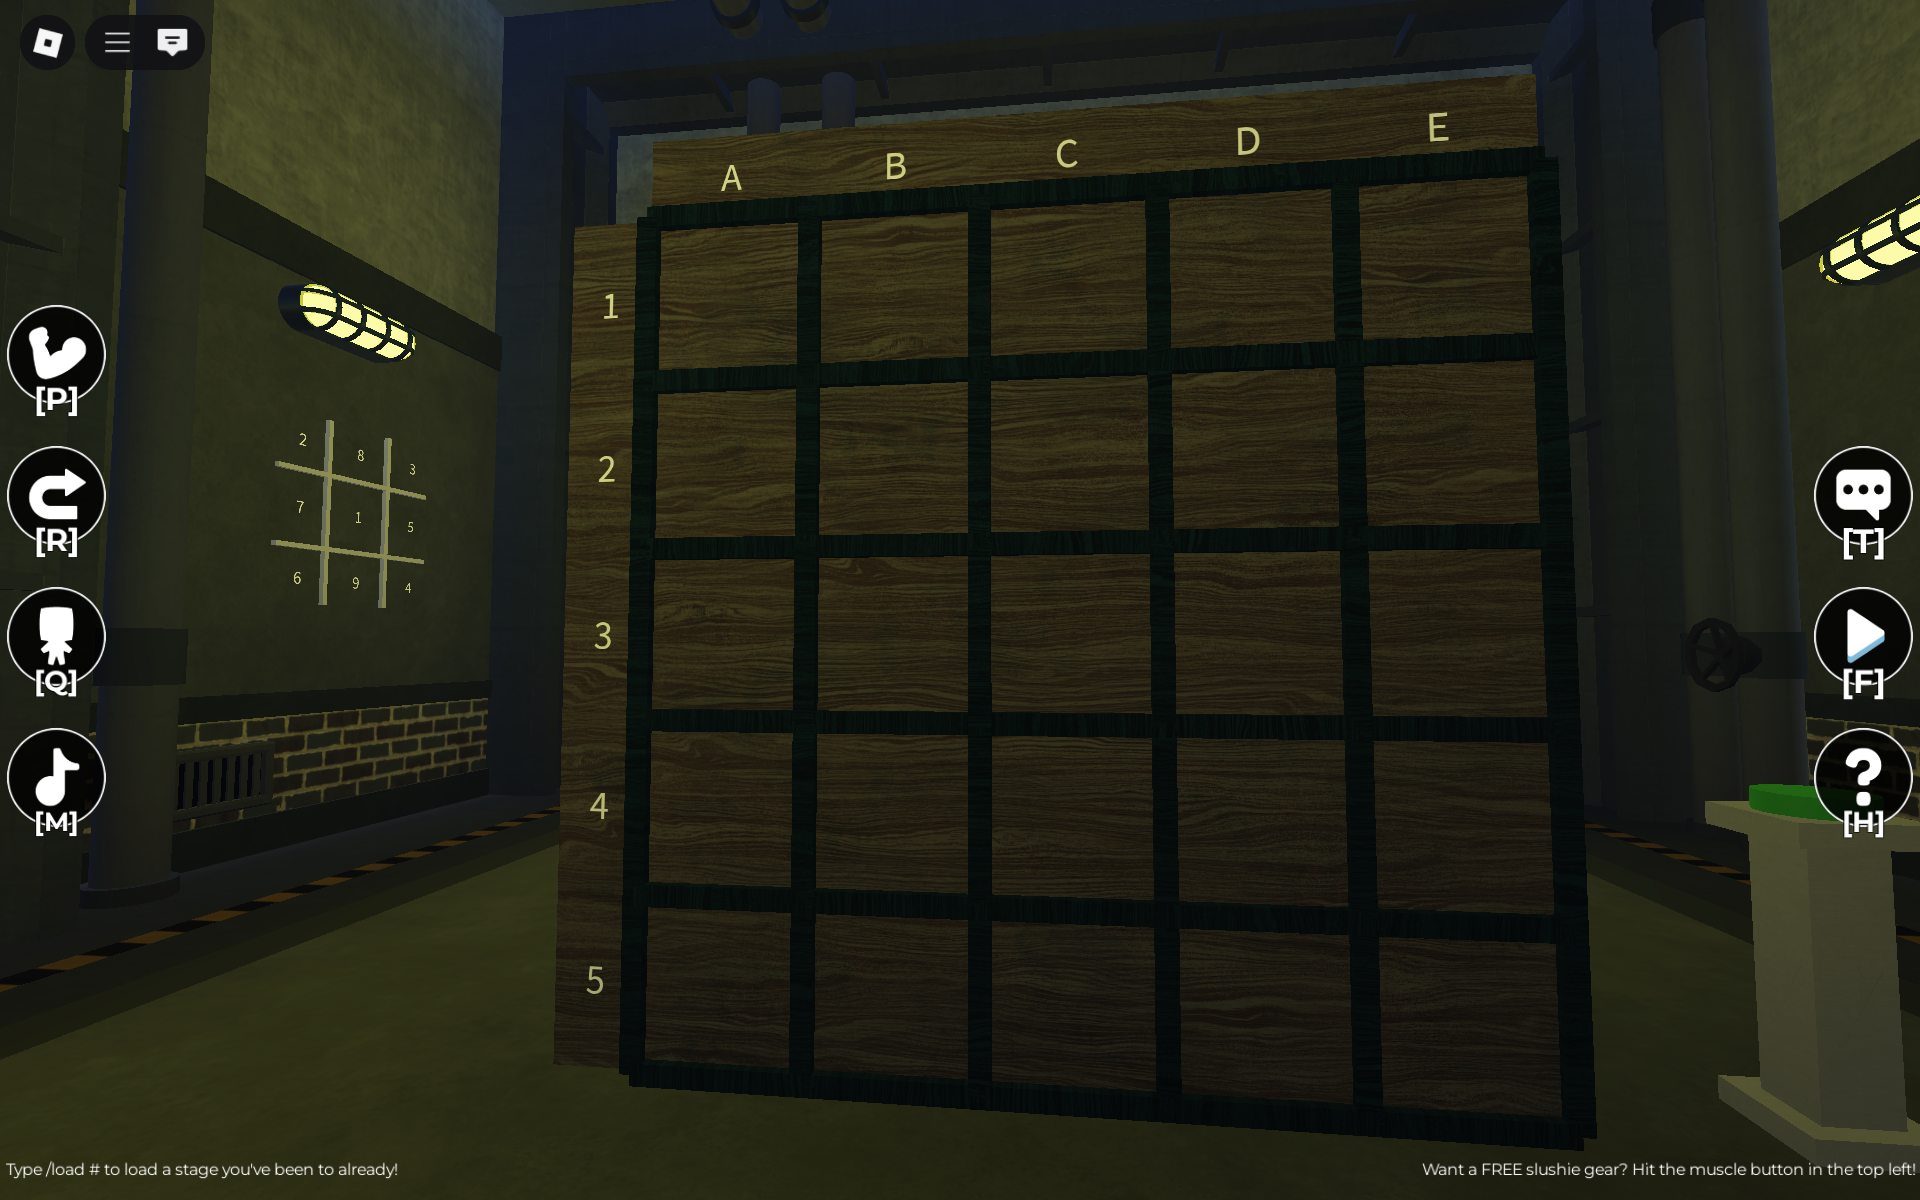 A B C D E
1
2
3
4
5
2 8 3
7 1 5
6 9 4
[P]
[R]
[Q]
[M]
[T]
[F]
[H]
Type /load # to load a stage you've been to already!
Want a FREE slushie gear? Hit the muscle button in the top left!